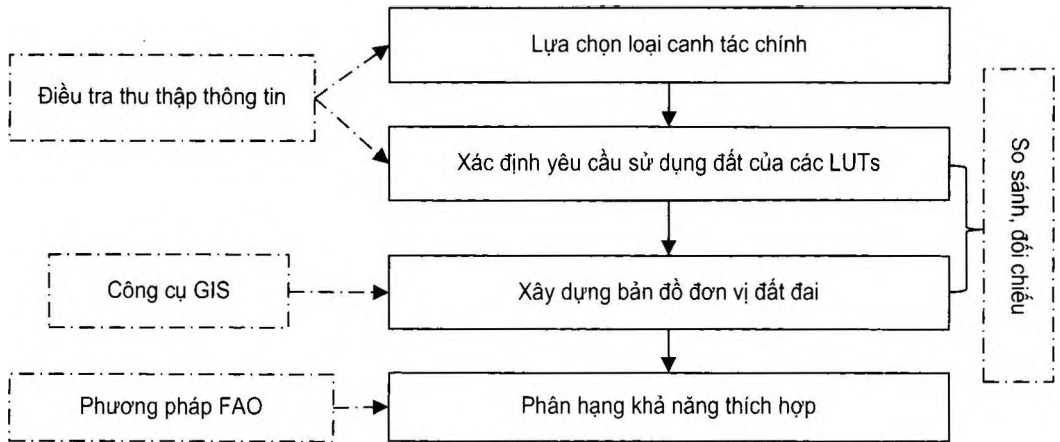 Lựa chọn loại canh tác chính
Điều tra thu thập thông tin
Xác định yêu cầu sử dụng đất của các LUTs
So sánh, đối chiếu
Công cụ GIS
Xây dựng bản đồ đơn vị đất đai
Phương pháp FAO
Phân hạng khả năng thích hợp